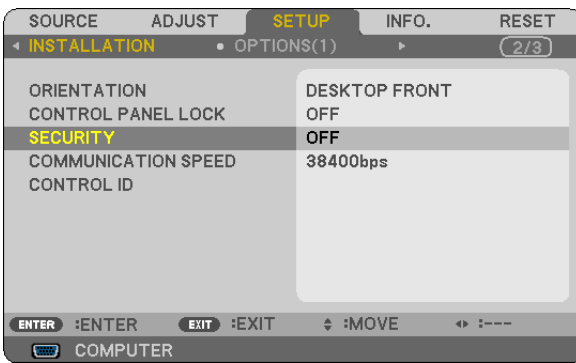 SOURCE ADJUST SETUP INFO. RESET
INSTALLATION • OPTIONS(1) 2/3
ORIENTATION DESKTOP FRONT
CONTROL PANEL LOCK OFF
SECURITY OFF
COMMUNICATION SPEED 38400bps
CONTROL ID
ENTER :ENTER EXIT :EXIT :MOVE :---
COMPUTER